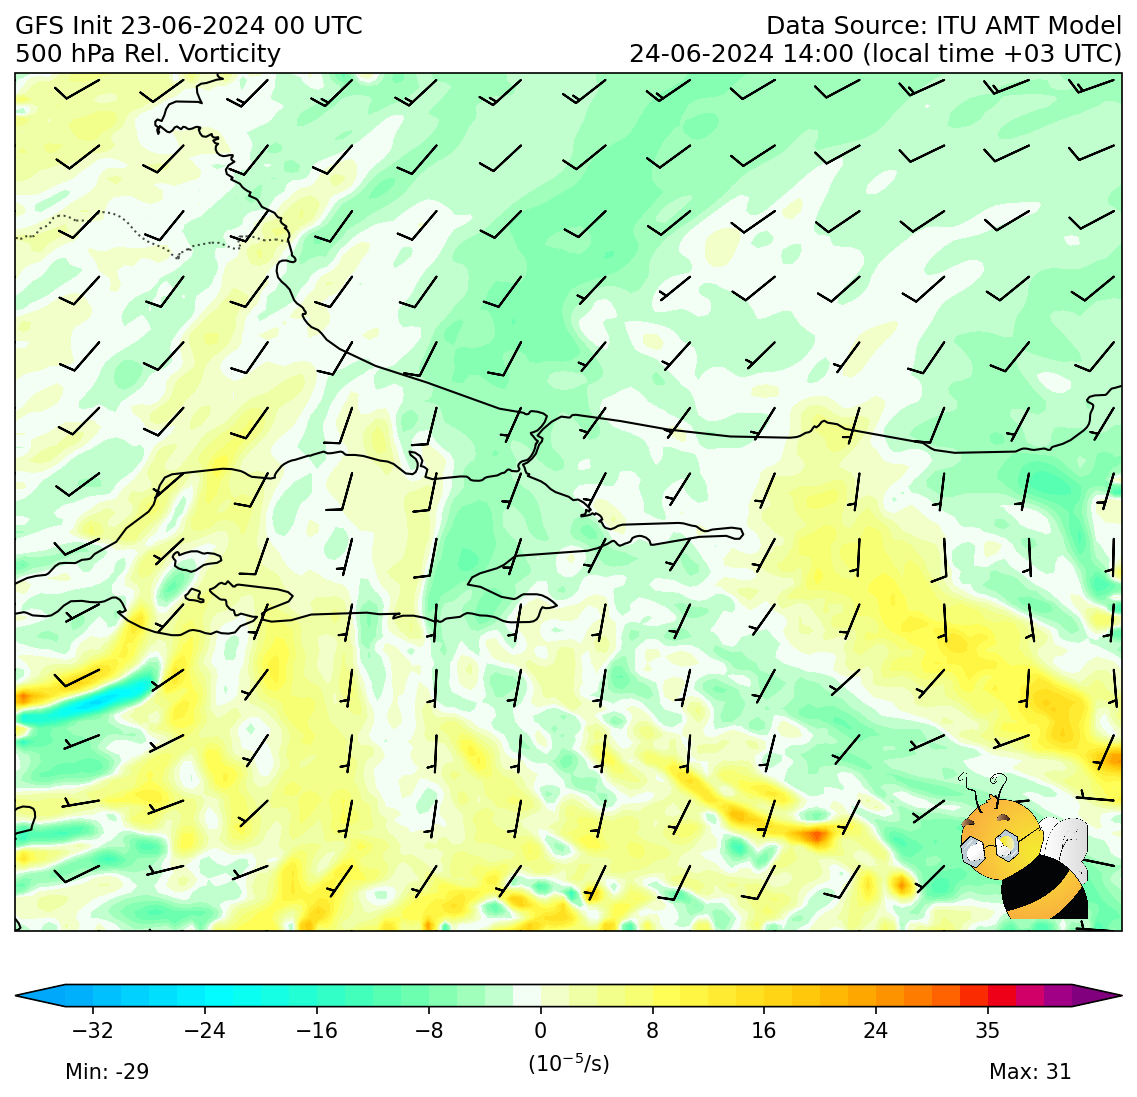 GFS Init 23-06-2024 00 UTC
Data Source: ITU AMT Model
500 hPa Rel. Vorticity
24-06-2024 14:00 (local time +03 UTC)
−32 −24 −16 −8 0 8 16 24 35
(10⁻⁵/s)
Min: -29
Max: 31